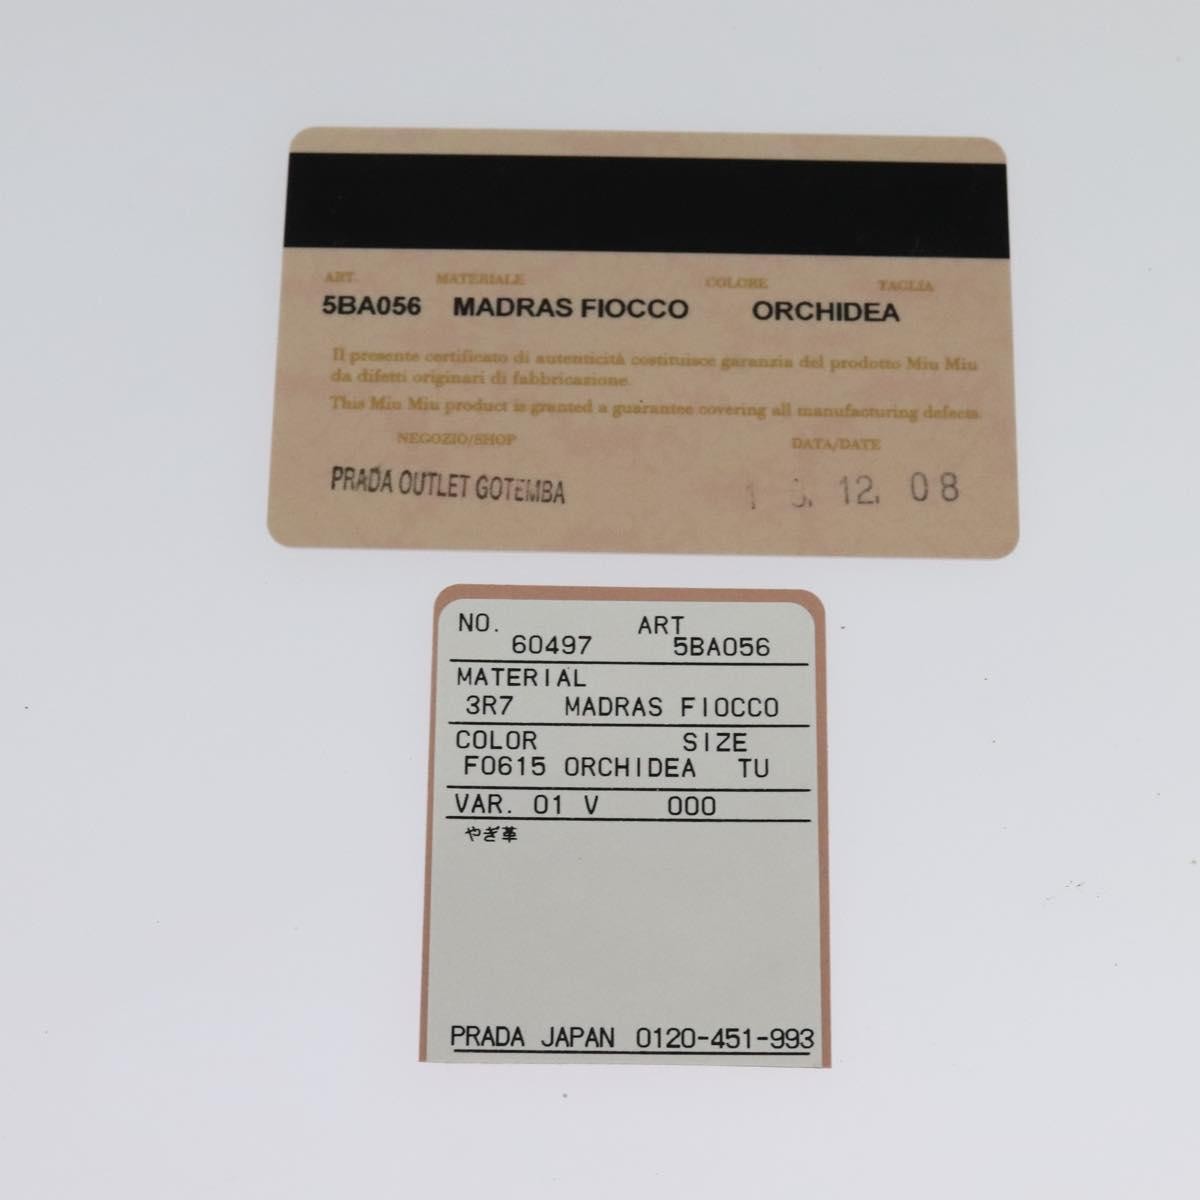 ART. MATERIALE COLORE TAGLIA
5BA056 MADRAS FIOCCO ORCHIDEA
Il presente certificato di autenticità costituisce garanzia del prodotto Miu Miu
da difetti originari di fabbricazione.
This Miu Miu product is granted a guarantee covering all manufacturing defects.
NEGOZIO/SHOP DATA/DATE
PRADA OUTLET GOTEMBA 12. 08
NO. ART
60497 5BA056
MATERIAL
3R7 MADRAS FIOCCO
COLOR SIZE
F0615 ORCHIDEA TU
VAR. 01 V 000
やぎ革
PRADA JAPAN 0120-451-993